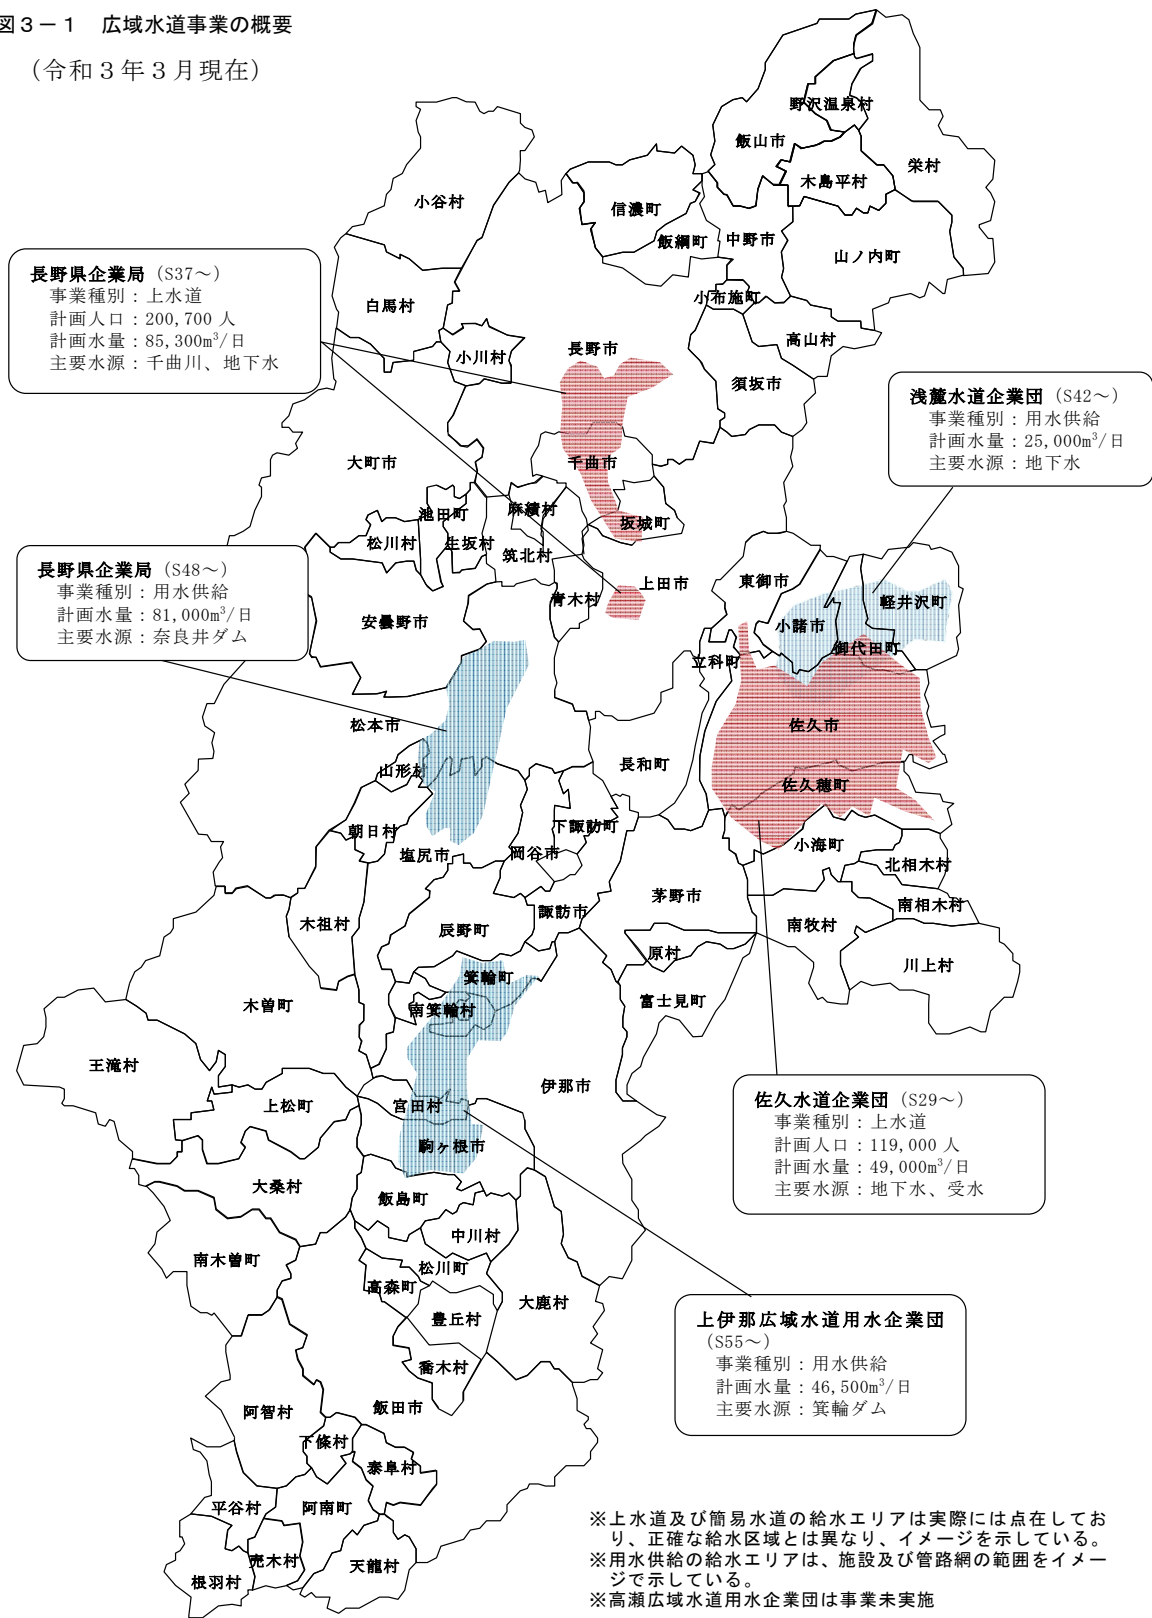 図３－１　広域水道事業の概要
（令和３年３月現在）
野沢温泉村
飯山市
栄村
木島平村
小谷村
信濃町
飯綱町
中野市
山ノ内町
長野県企業局（S37～）
事業種別：上水道
計画人口：200,700 人
計画水量：85,300m³/日
主要水源：千曲川、地下水
白馬村
小布施町
高山村
小川村
長野市
須坂市
浅麓水道企業団（S42～）
事業種別：用水供給
計画水量：25,000m³/日
主要水源：地下水
大町市
千曲市
池田町
麻績村
坂城町
松川村
生坂村
筑北村
長野県企業局（S48～）
事業種別：用水供給
計画水量：81,000m³/日
主要水源：奈良井ダム
上田市
東御市
青木村
軽井沢町
安曇野市
小諸市
御代田町
立科町
松本市
佐久市
長和町
山形村
佐久穂町
朝日村
下諏訪町
塩尻市
岡谷市
小海町
北相木村
茅野市
諏訪市
南相木村
木祖村
辰野町
南牧村
原村
川上村
箕輪町
木曽町
南箕輪村
富士見町
王滝村
伊那市
上松町
宮田村
佐久水道企業団（S29～）
事業種別：上水道
計画人口：119,000 人
計画水量：49,000m³/日
主要水源：地下水、受水
駒ヶ根市
大桑村
飯島町
中川村
南木曽町
松川町
高森町
大鹿村
豊丘村
上伊那広域水道用水企業団
（S55～）
事業種別：用水供給
計画水量：46,500m³/日
主要水源：箕輪ダム
喬木村
阿智村
飯田市
下條村
泰阜村
平谷村
阿南町
売木村
天龍村
根羽村
※上水道及び簡易水道の給水エリアは実際には点在してお
り、正確な給水区域とは異なり、イメージを示している。
※用水供給の給水エリアは、施設及び管路網の範囲をイメー
ジで示している。
※高瀬広域水道用水企業団は事業未実施